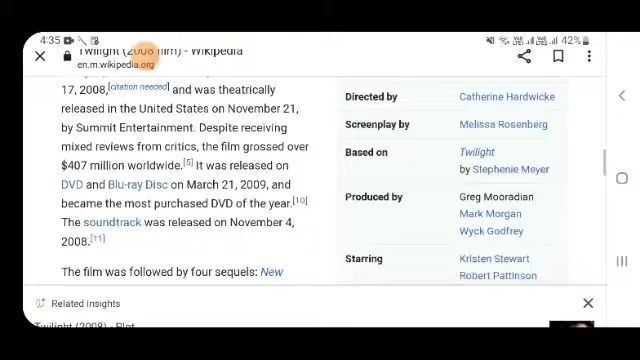 4:35
42%
Twilight (2008 film) - Wikipedia
en.m.wikipedia.org
17, 2008,[citation needed] and was theatrically
released in the United States on November 21,
by Summit Entertainment. Despite receiving
mixed reviews from critics, the film grossed over
$407 million worldwide.[5] It was released on
DVD and Blu-ray Disc on March 21, 2009, and
became the most purchased DVD of the year.[10]
The soundtrack was released on November 4,
2008.[11]
The film was followed by four sequels: New
Directed by Catherine Hardwicke
Screenplay by Melissa Rosenberg
Based on Twilight
by Stephenie Meyer
Produced by Greg Mooradian
Mark Morgan
Wyck Godfrey
Starring Kristen Stewart
Robert Pattinson
Related insights
Twilight (2008) - Plot